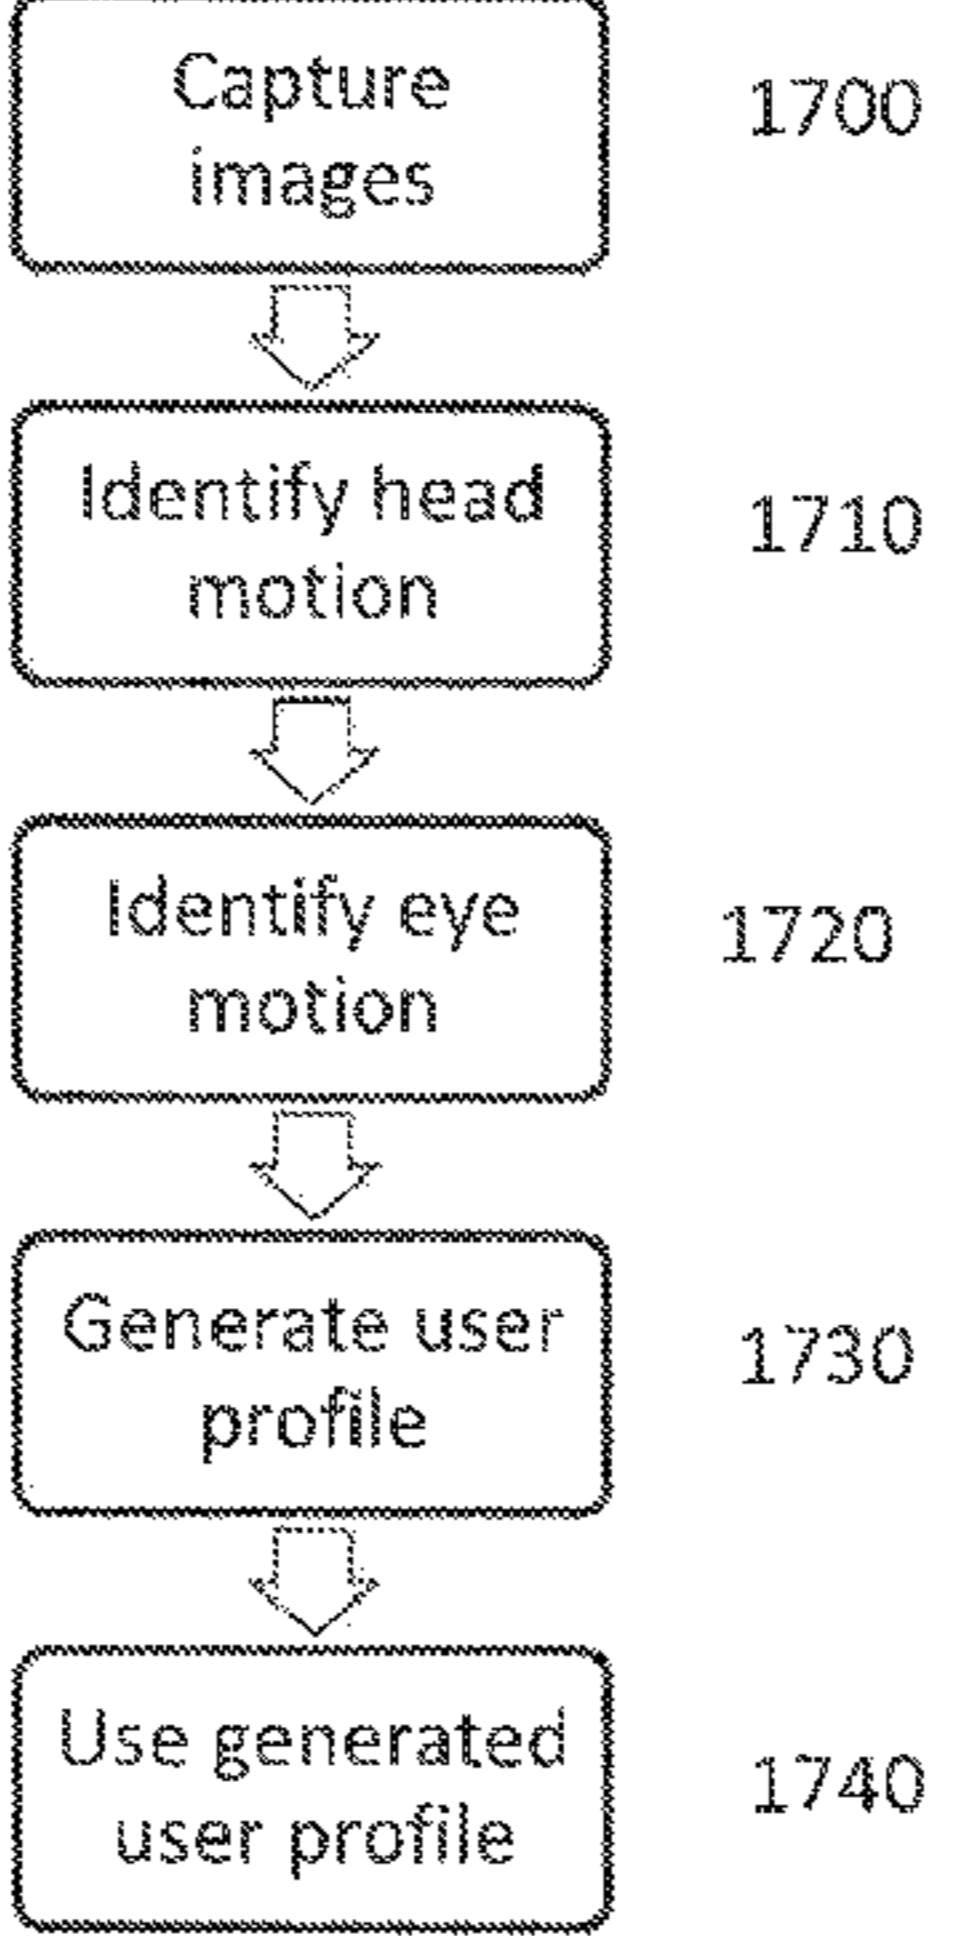 Capture
images
1700
Identify head
motion
1710
Identify eye
motion
1720
Generate user
profile
1730
Use generated
user profile
1740